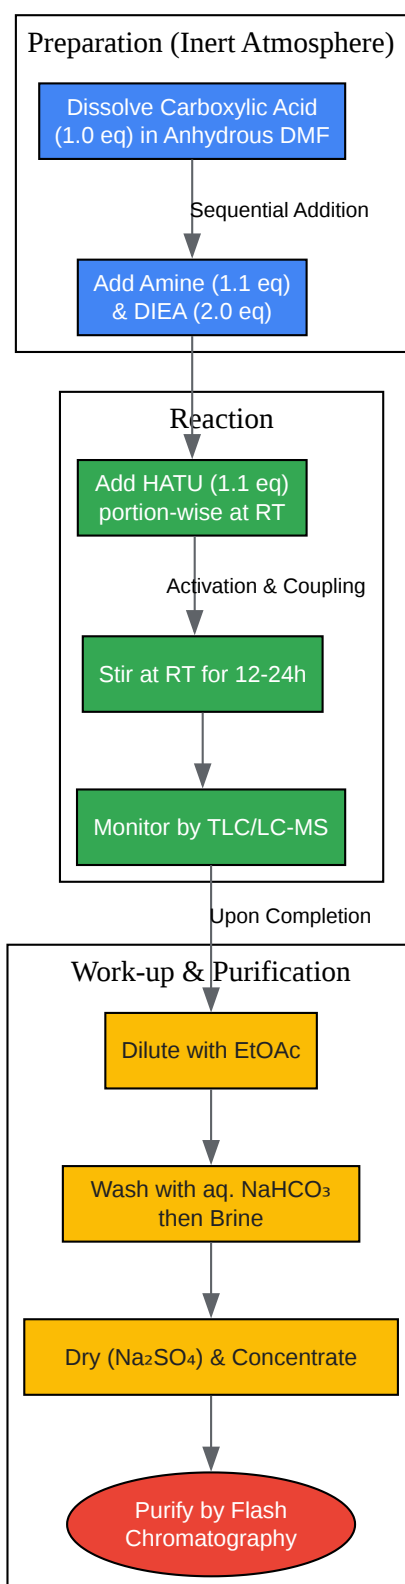 Preparation (Inert Atmosphere)
Dissolve Carboxylic Acid
(1.0 eq) in Anhydrous DMF
Sequential Addition
Add Amine (1.1 eq)
& DIEA (2.0 eq)
Reaction
Add HATU (1.1 eq)
portion-wise at RT
Activation & Coupling
Stir at RT for 12-24h
Monitor by TLC/LC-MS
Upon Completion
Work-up & Purification
Dilute with EtOAc
Wash with aq. NaHCO₃
then Brine
Dry (Na₂SO₄) & Concentrate
Purify by Flash
Chromatography